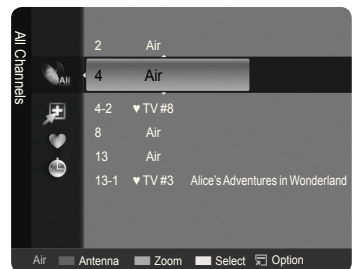 All Channels
2 Air
All 4 Air
4-2 ♥ TV #8
8 Air
13 Air
13-1 ♥ TV #3 Alice's Adventures in Wonderland
Air Antenna Zoom Select Option